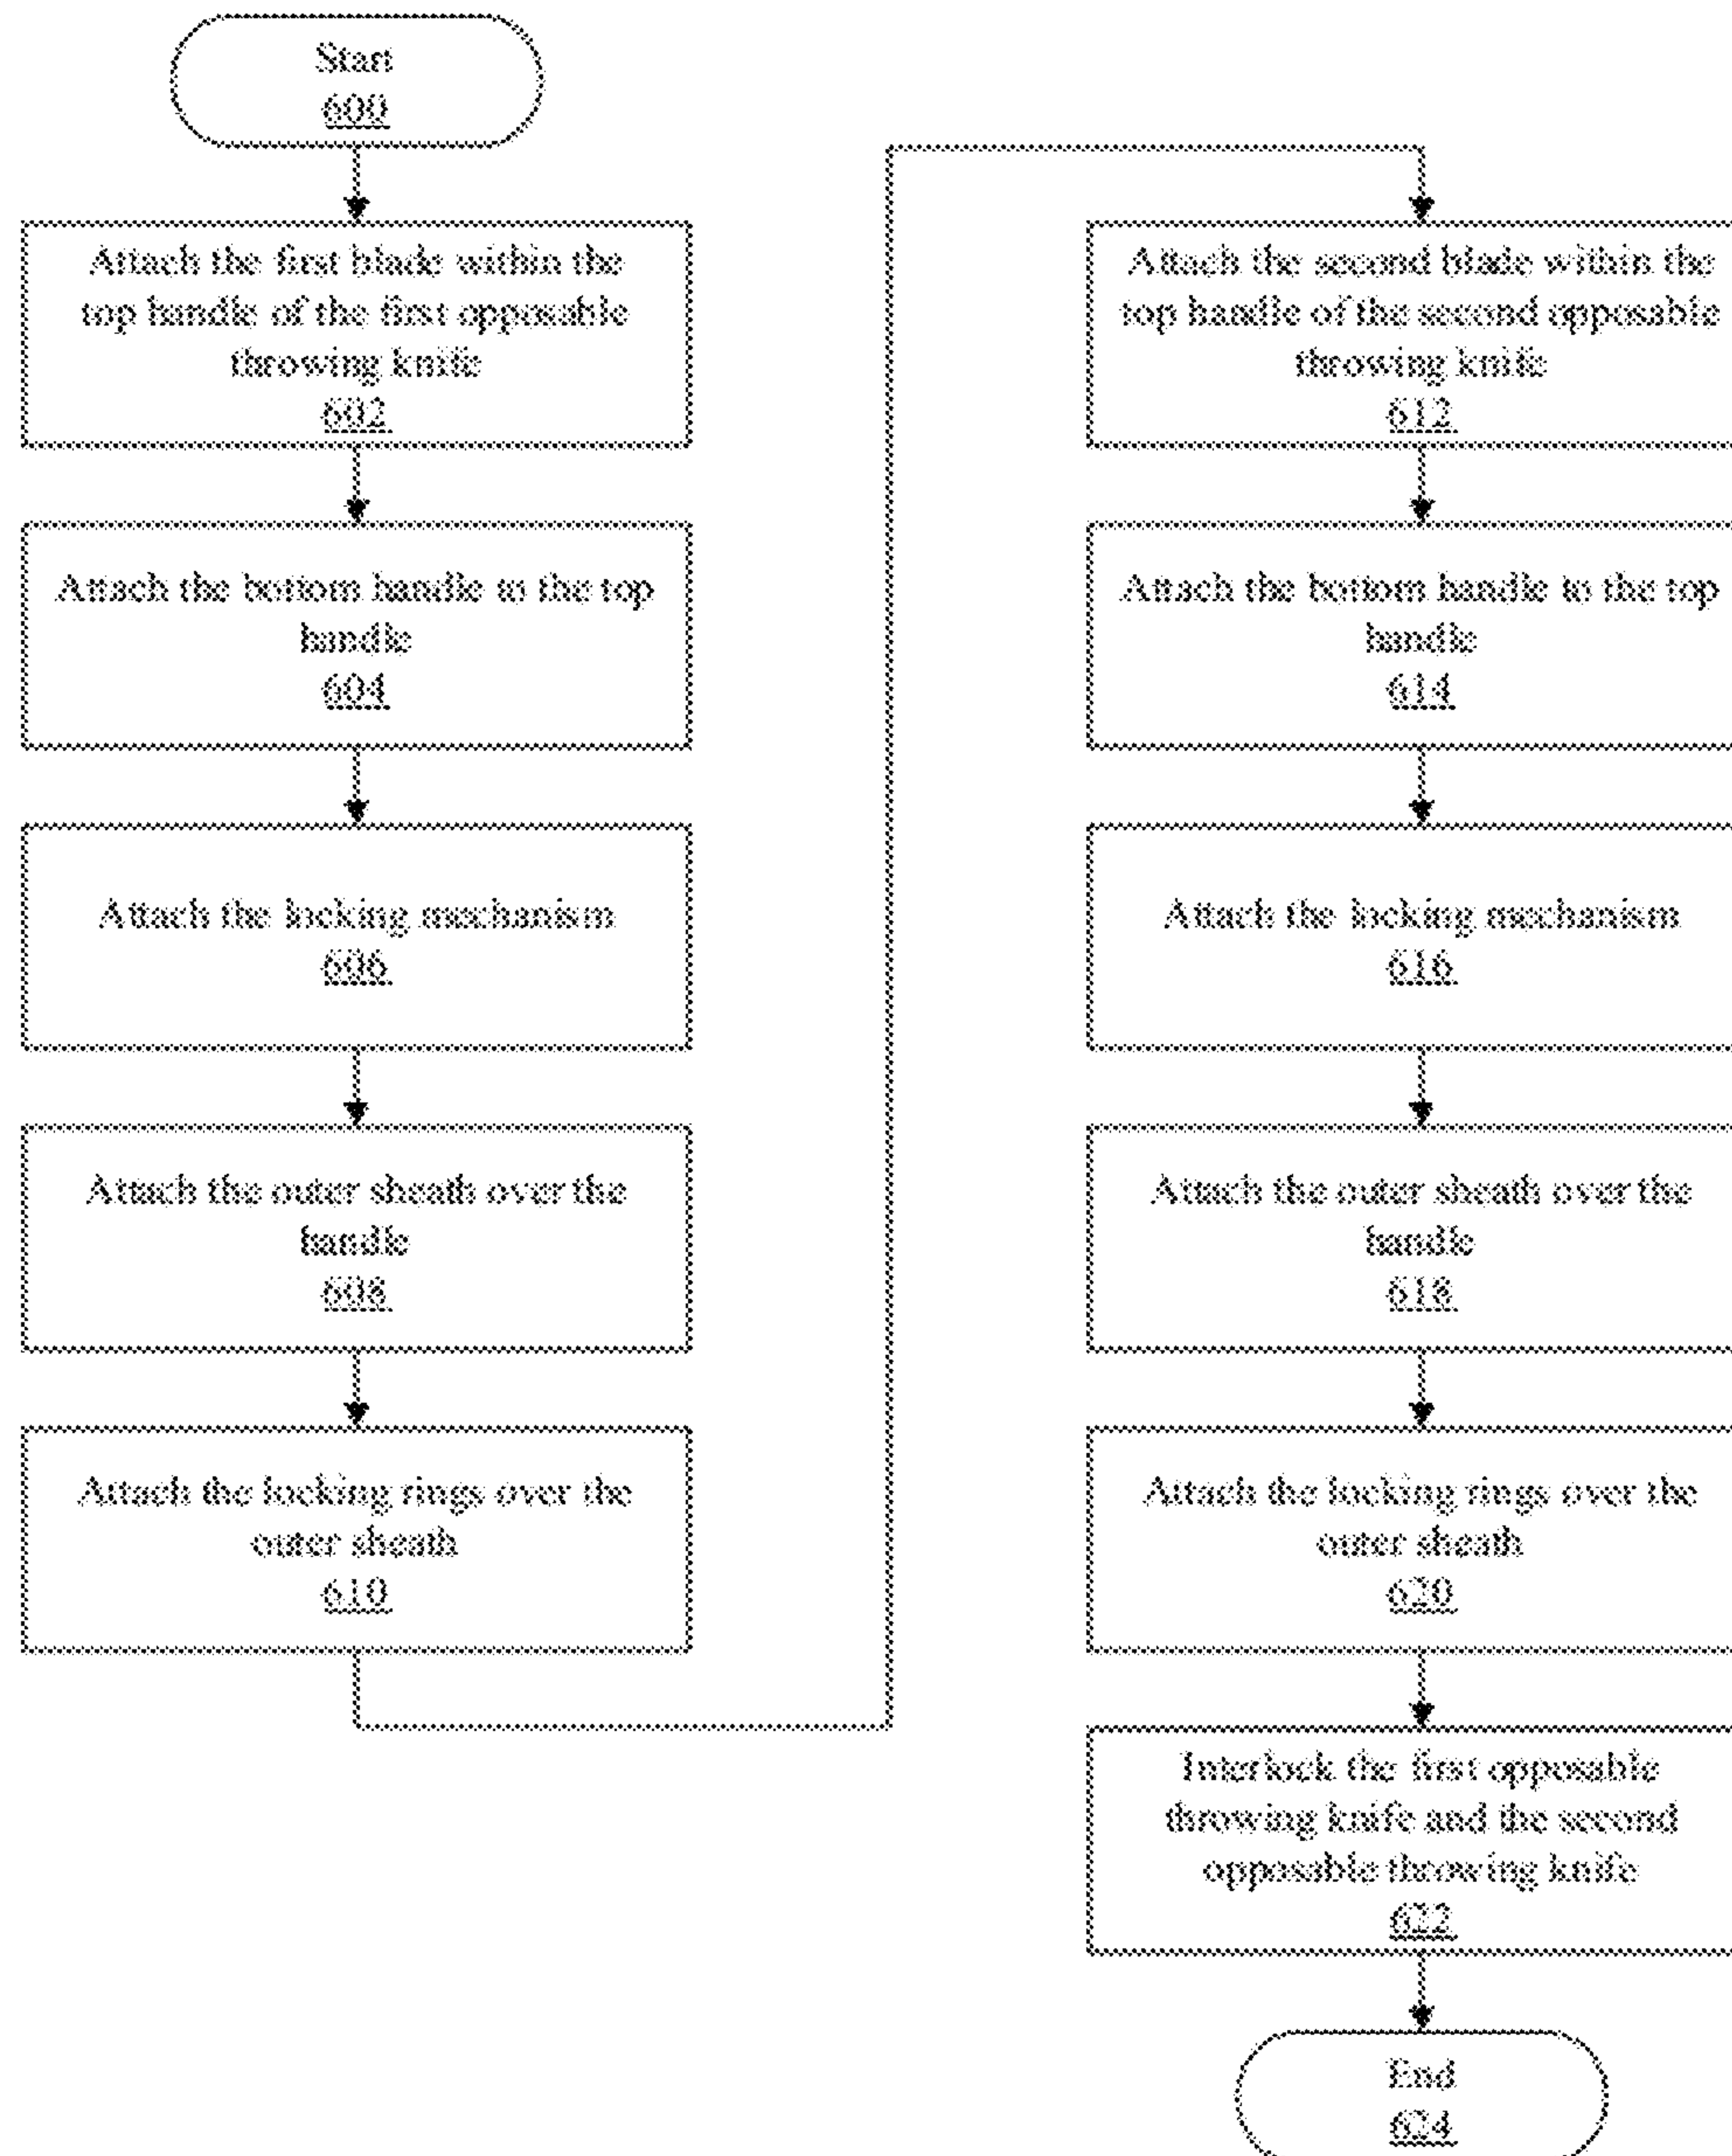 Start
600
Attach the first blade within the
top handle of the first opposable
throwing knife
602
Attach the bottom handle to the top
handle
604
Attach the locking mechanism
606
Attach the outer sheath over the
handle
608
Attach the locking rings over the
outer sheath
610
Attach the second blade within the
top handle of the second opposable
throwing knife
612
Attach the bottom handle to the top
handle
614
Attach the locking mechanism
616
Attach the outer sheath over the
handle
618
Attach the locking rings over the
outer sheath
620
Interlock the first opposable
throwing knife and the second
opposable throwing knife
622
End
624